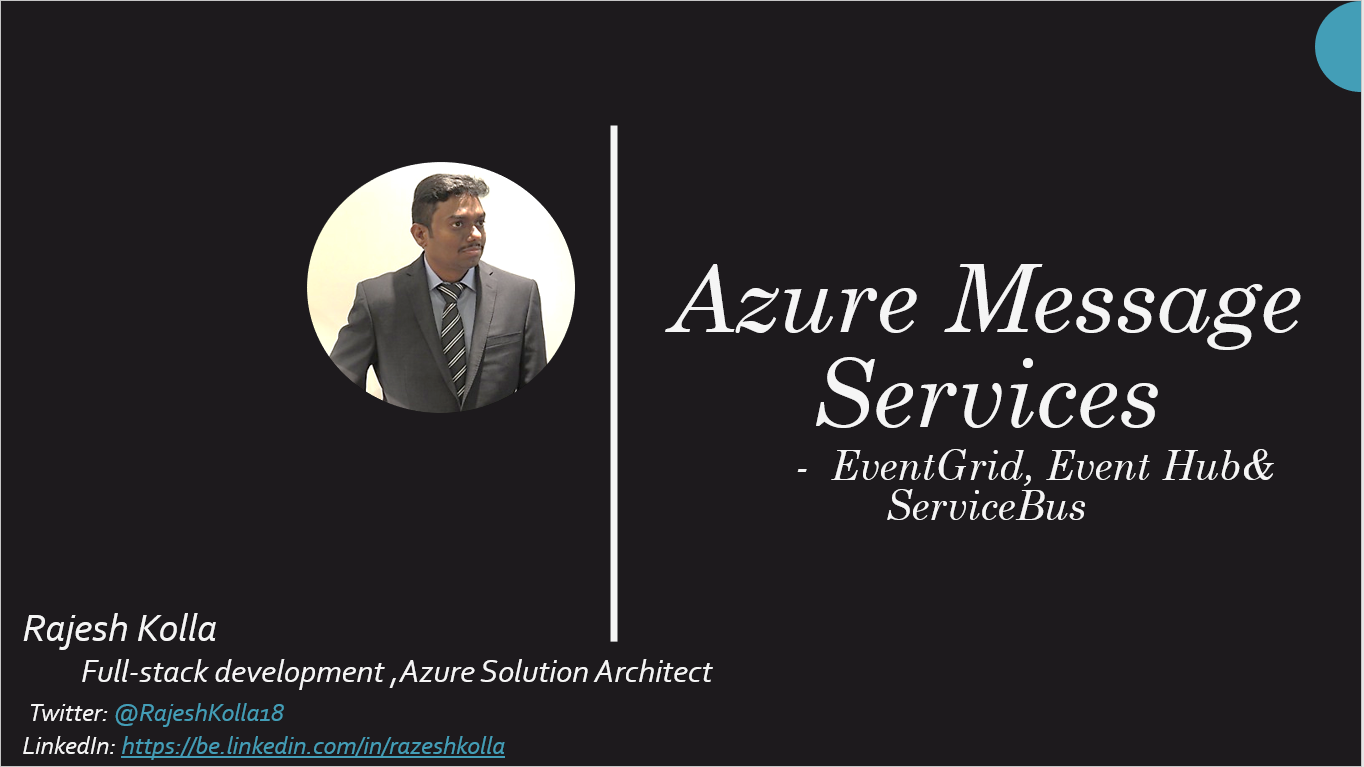 Azure Message
Services
- EventGrid, Event Hub&
ServiceBus
Rajesh Kolla
Full-stack development ,Azure Solution Architect
Twitter: @RajeshKolla18
LinkedIn: https://be.linkedin.com/in/razeshkolla